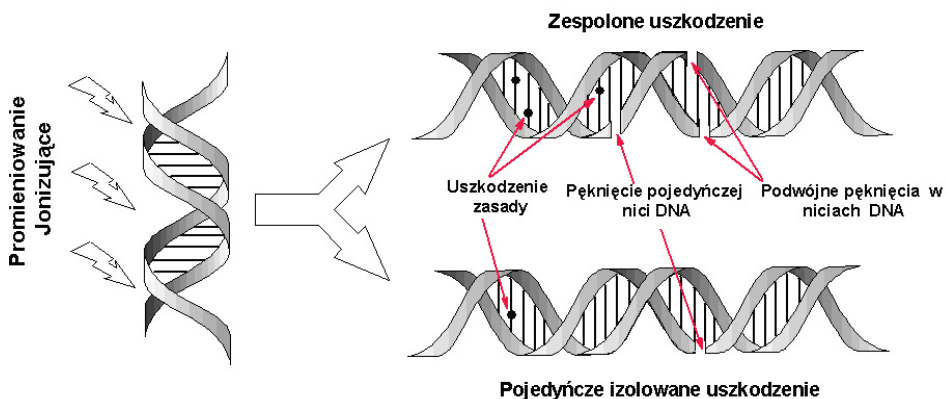 Zespolone uszkodzenie
Promieniowanie
Jonizujące
Uszkodzenie
zasady
Pęknięcie pojedyńczej
nici DNA
Podwójne pęknięcia w
niciach DNA
Pojedyńcze izolowane uszkodzenie